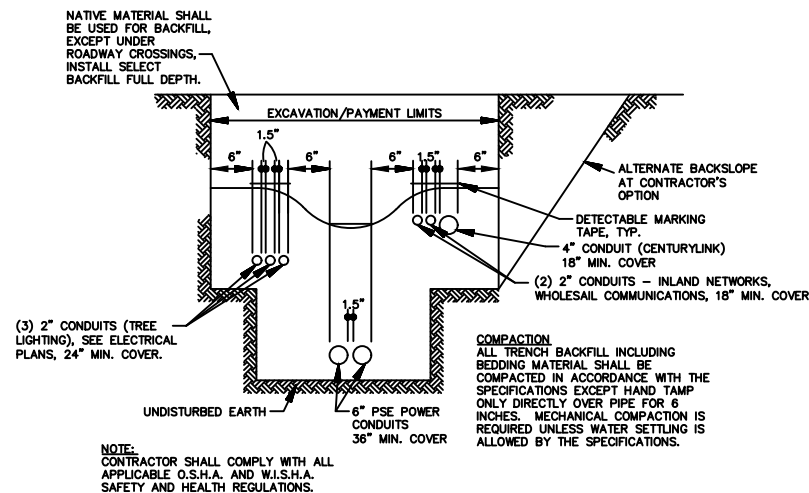 NATIVE MATERIAL SHALL
BE USED FOR BACKFILL,
EXCEPT UNDER
ROADWAY CROSSINGS,
INSTALL SELECT
BACKFILL FULL DEPTH.
EXCAVATION/PAYMENT LIMITS
1.5"
6"
6"
6"
1.5"
6"
ALTERNATE BACKSLOPE
AT CONTRACTOR'S
OPTION
DETECTABLE MARKING
TAPE, TYP.
4" CONDUIT (CENTURYLINK)
18" MIN. COVER
(2) 2" CONDUITS – INLAND NETWORKS,
WHOLESAIL COMMUNICATIONS, 18" MIN. COVER
1.5"
(3) 2" CONDUITS (TREE
LIGHTING), SEE ELECTRICAL
PLANS, 24" MIN. COVER.
UNDISTURBED EARTH
6" PSE POWER
CONDUITS
36" MIN. COVER
COMPACTION
ALL TRENCH BACKFILL INCLUDING
BEDDING MATERIAL SHALL BE
COMPACTED IN ACCORDANCE WITH THE
SPECIFICATIONS EXCEPT HAND TAMP
ONLY DIRECTLY OVER PIPE FOR 6
INCHES. MECHANICAL COMPACTION IS
REQUIRED UNLESS WATER SETTLING IS
ALLOWED BY THE SPECIFICATIONS.
NOTE:
CONTRACTOR SHALL COMPLY WITH ALL
APPLICABLE O.S.H.A. AND W.I.S.H.A.
SAFETY AND HEALTH REGULATIONS.